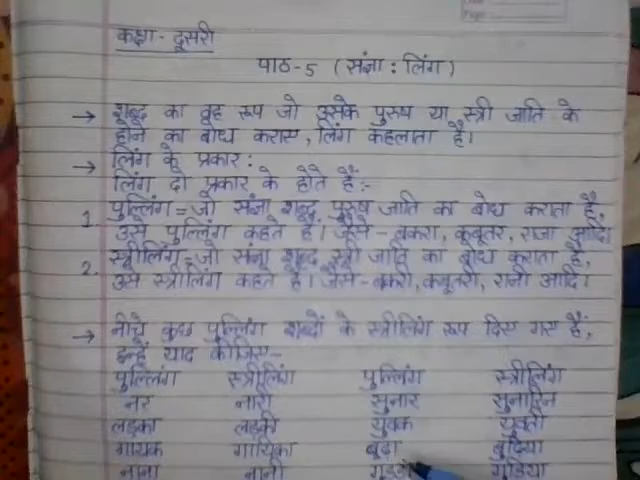 कक्षा - दूसरी
पाठ-5 (संज्ञा : लिंग)
→ शब्द का वह रूप जो उसके पुरुष या स्त्री जाति के
होने का बोध कराए, लिंग कहलाता है।
→ लिंग के प्रकार :
लिंग दो प्रकार के होते हैं:-
1. पुल्लिंग = जो संज्ञा शब्द पुरुष जाति का बोध कराता है,
उसे पुल्लिंग कहते हैं। जैसे - बकरा, कबूतर, राजा आदि।
2. स्त्रीलिंग = जो संज्ञा शब्द स्त्री जाति का बोध कराता है,
उसे स्त्रीलिंग कहते हैं। जैसे - बकरी, कबूतरी, रानी आदि।
→ नीचे कुछ पुल्लिंग शब्दों के स्त्रीलिंग रूप दिए गए हैं,
इन्हें याद कीजिए-
पुल्लिंग स्त्रीलिंग पुल्लिंग स्त्रीलिंग
नर नारी सुनार सुनारिन
लड़का लड़की युवक युवती
गायक गायिका बूढ़ा बुढ़िया
नाना नानी गुड़िया